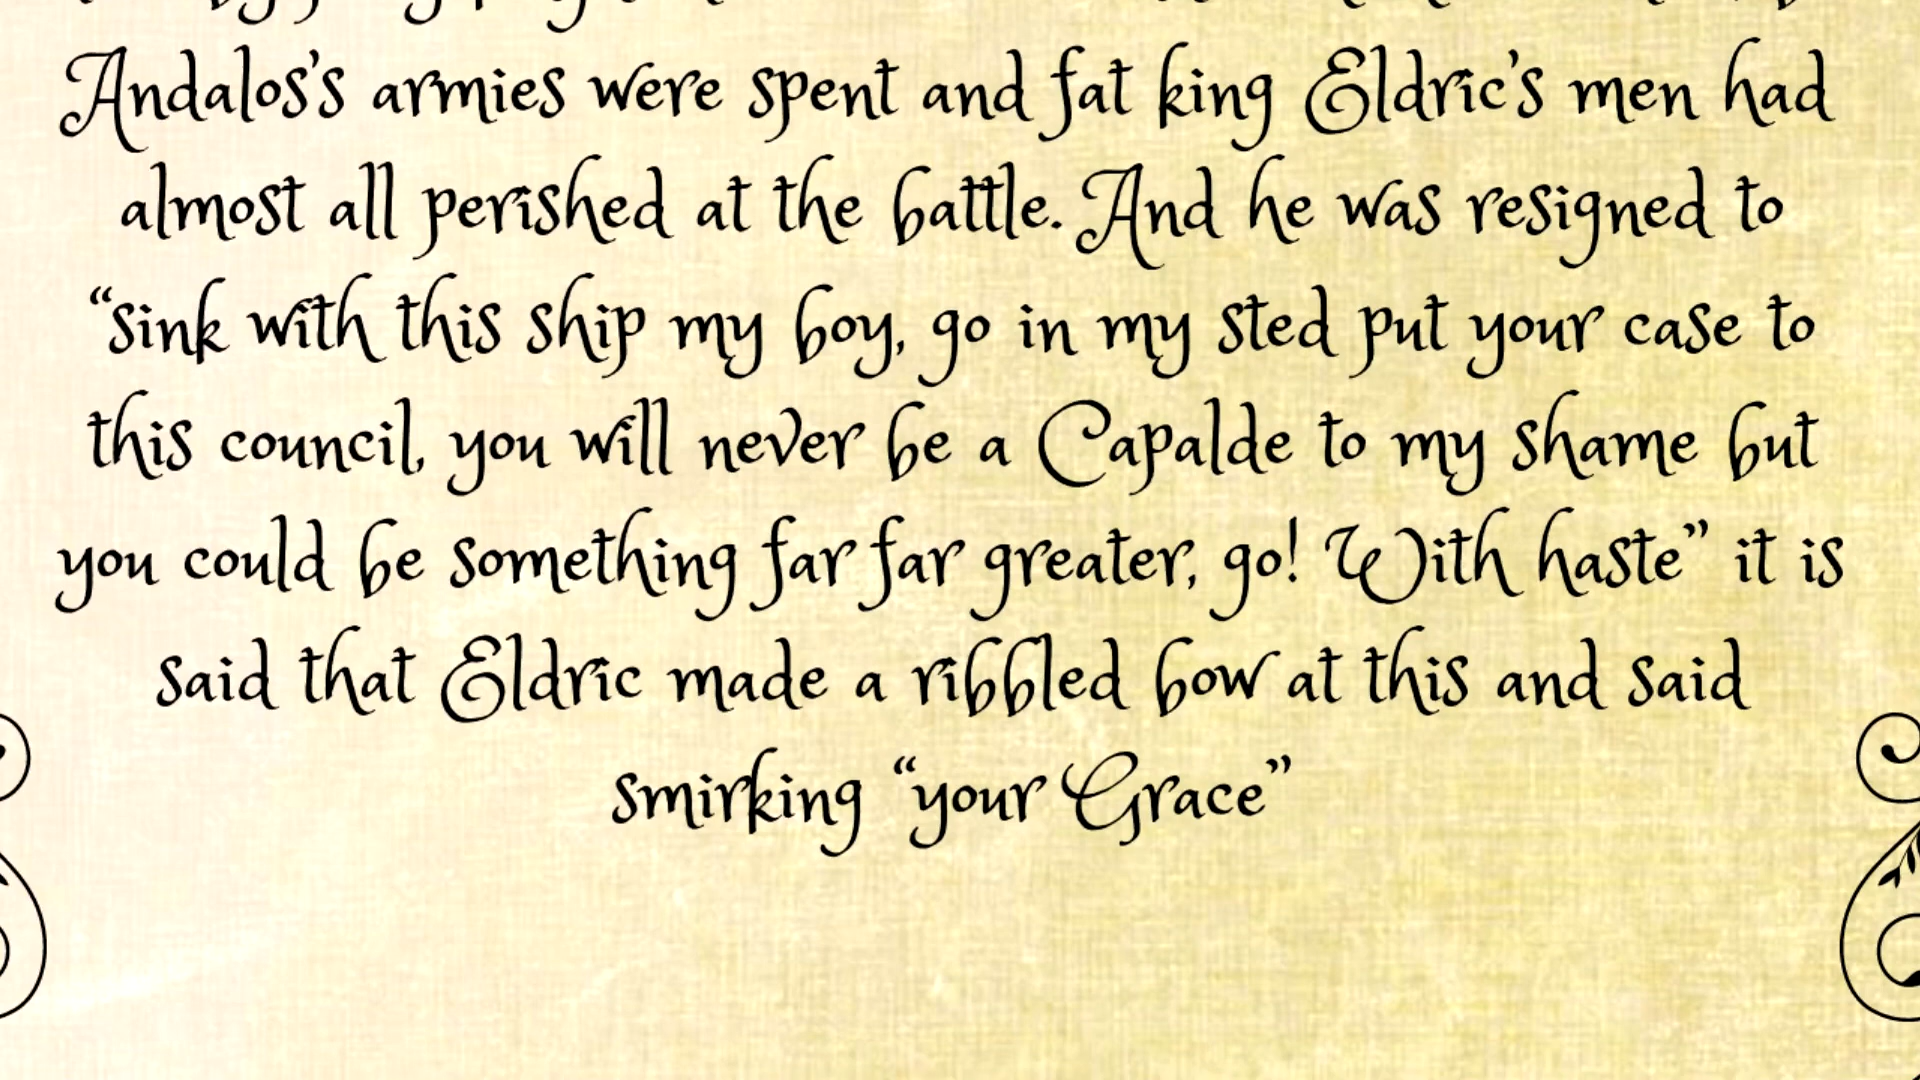 Andalos's armies were spent and fat king Eldric's men had
almost all perished at the battle. And he was resigned to
“sink with this ship my boy, go in my sted put your case to
this council, you will never be a Capalde to my shame but
you could be something far far greater, go! With haste” it is
said that Eldric made a ribbled bow at this and said
smirking “your Grace”